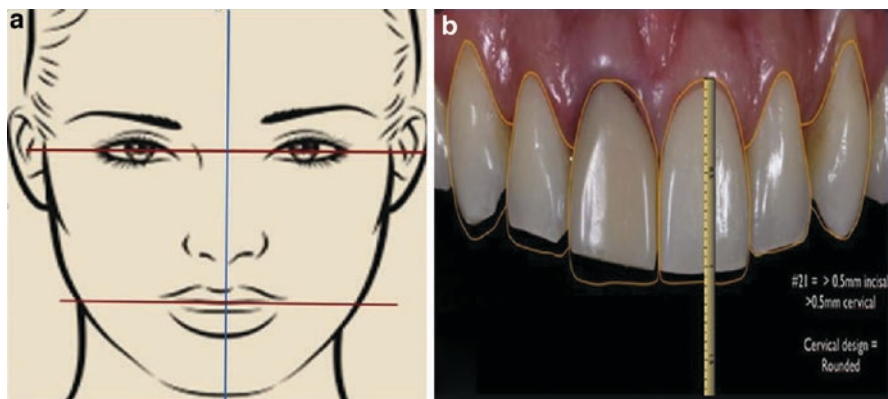 a
b
#21 = > 0.5mm incisal
>0.5mm cervical
Cervical design =
Rounded